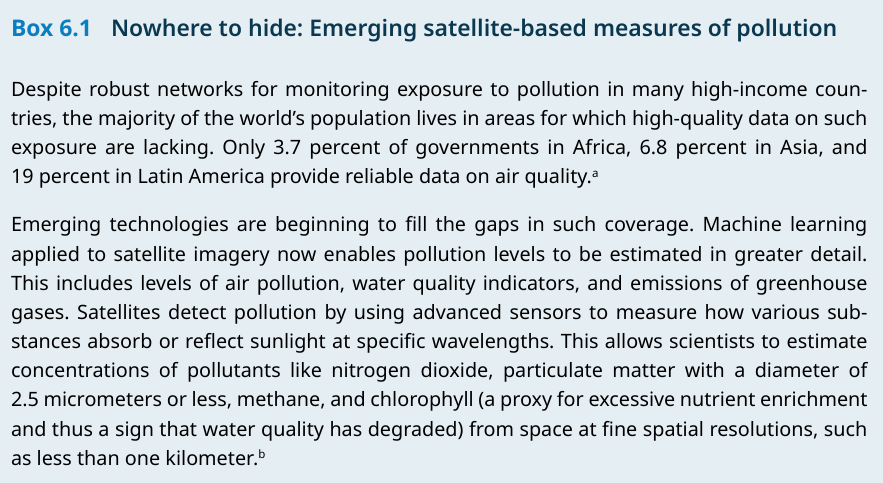 Box 6.1 Nowhere to hide: Emerging satellite-based measures of pollution
Despite robust networks for monitoring exposure to pollution in many high-income coun-
tries, the majority of the world’s population lives in areas for which high-quality data on such
exposure are lacking. Only 3.7 percent of governments in Africa, 6.8 percent in Asia, and
19 percent in Latin America provide reliable data on air quality.ᵃ
Emerging technologies are beginning to fill the gaps in such coverage. Machine learning
applied to satellite imagery now enables pollution levels to be estimated in greater detail.
This includes levels of air pollution, water quality indicators, and emissions of greenhouse
gases. Satellites detect pollution by using advanced sensors to measure how various sub-
stances absorb or reflect sunlight at specific wavelengths. This allows scientists to estimate
concentrations of pollutants like nitrogen dioxide, particulate matter with a diameter of
2.5 micrometers or less, methane, and chlorophyll (a proxy for excessive nutrient enrichment
and thus a sign that water quality has degraded) from space at fine spatial resolutions, such
as less than one kilometer.ᵇ